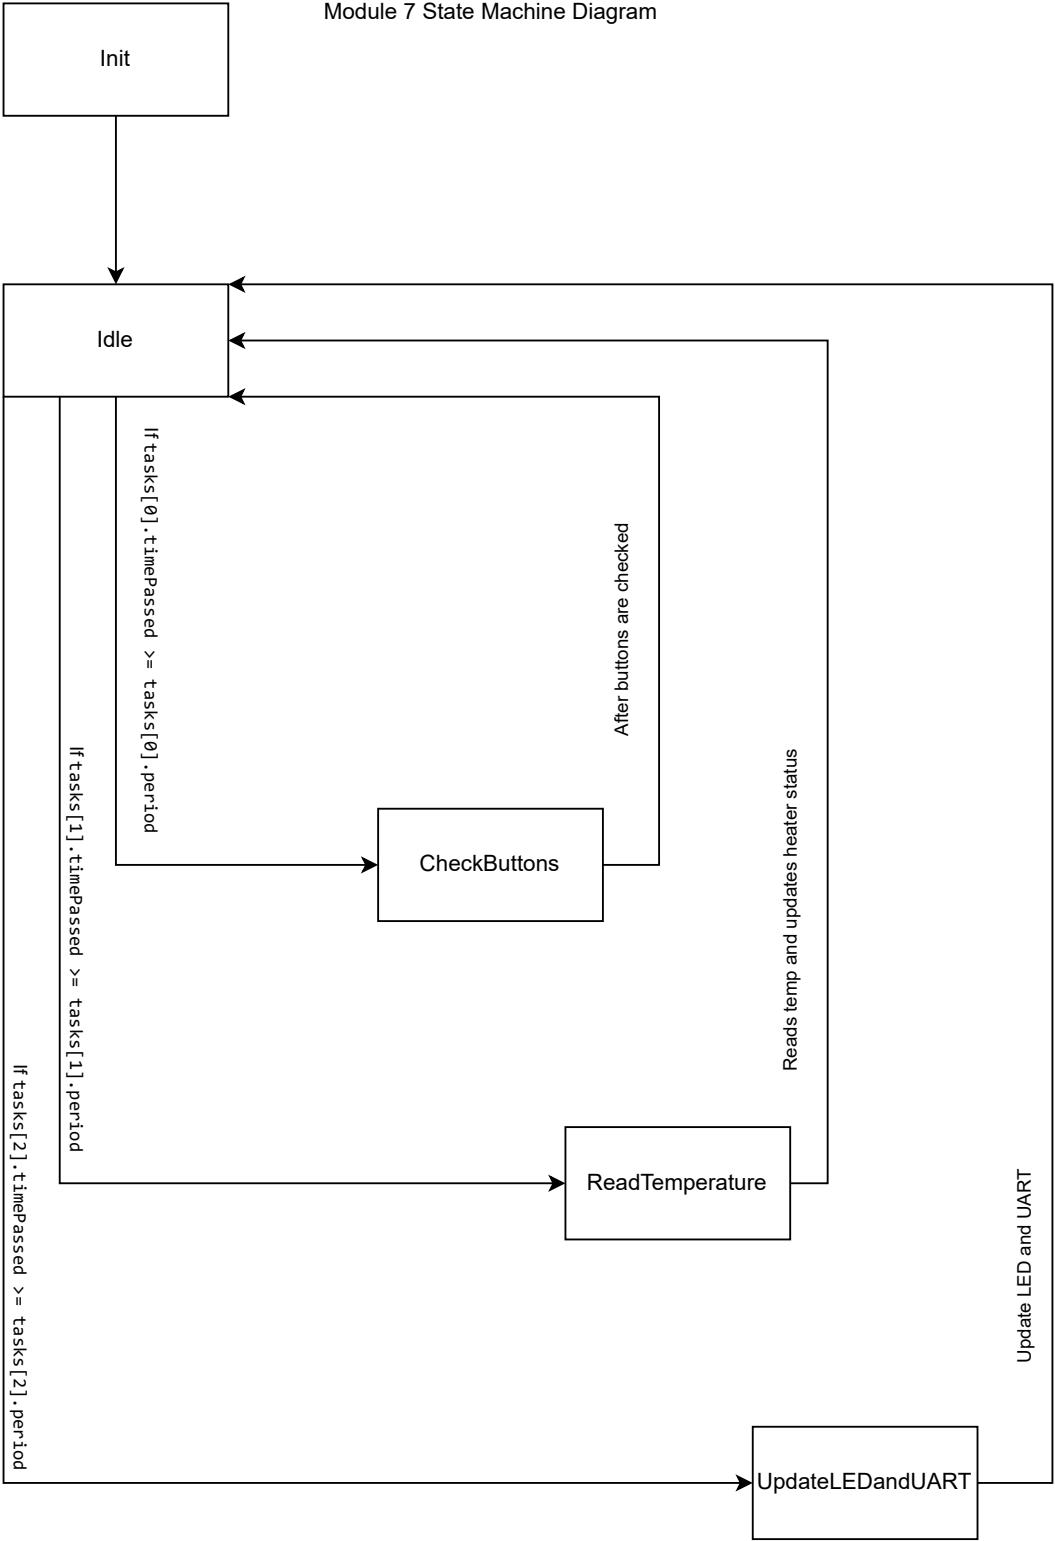 Module 7 State Machine Diagram
Init
Idle
If tasks[0].timePassed >= tasks[0].period
After buttons are checked
If tasks[1].timePassed >= tasks[1].period
Reads temp and updates heater status
CheckButtons
If tasks[2].timePassed >= tasks[2].period
ReadTemperature
Update LED and UART
UpdateLEDandUART